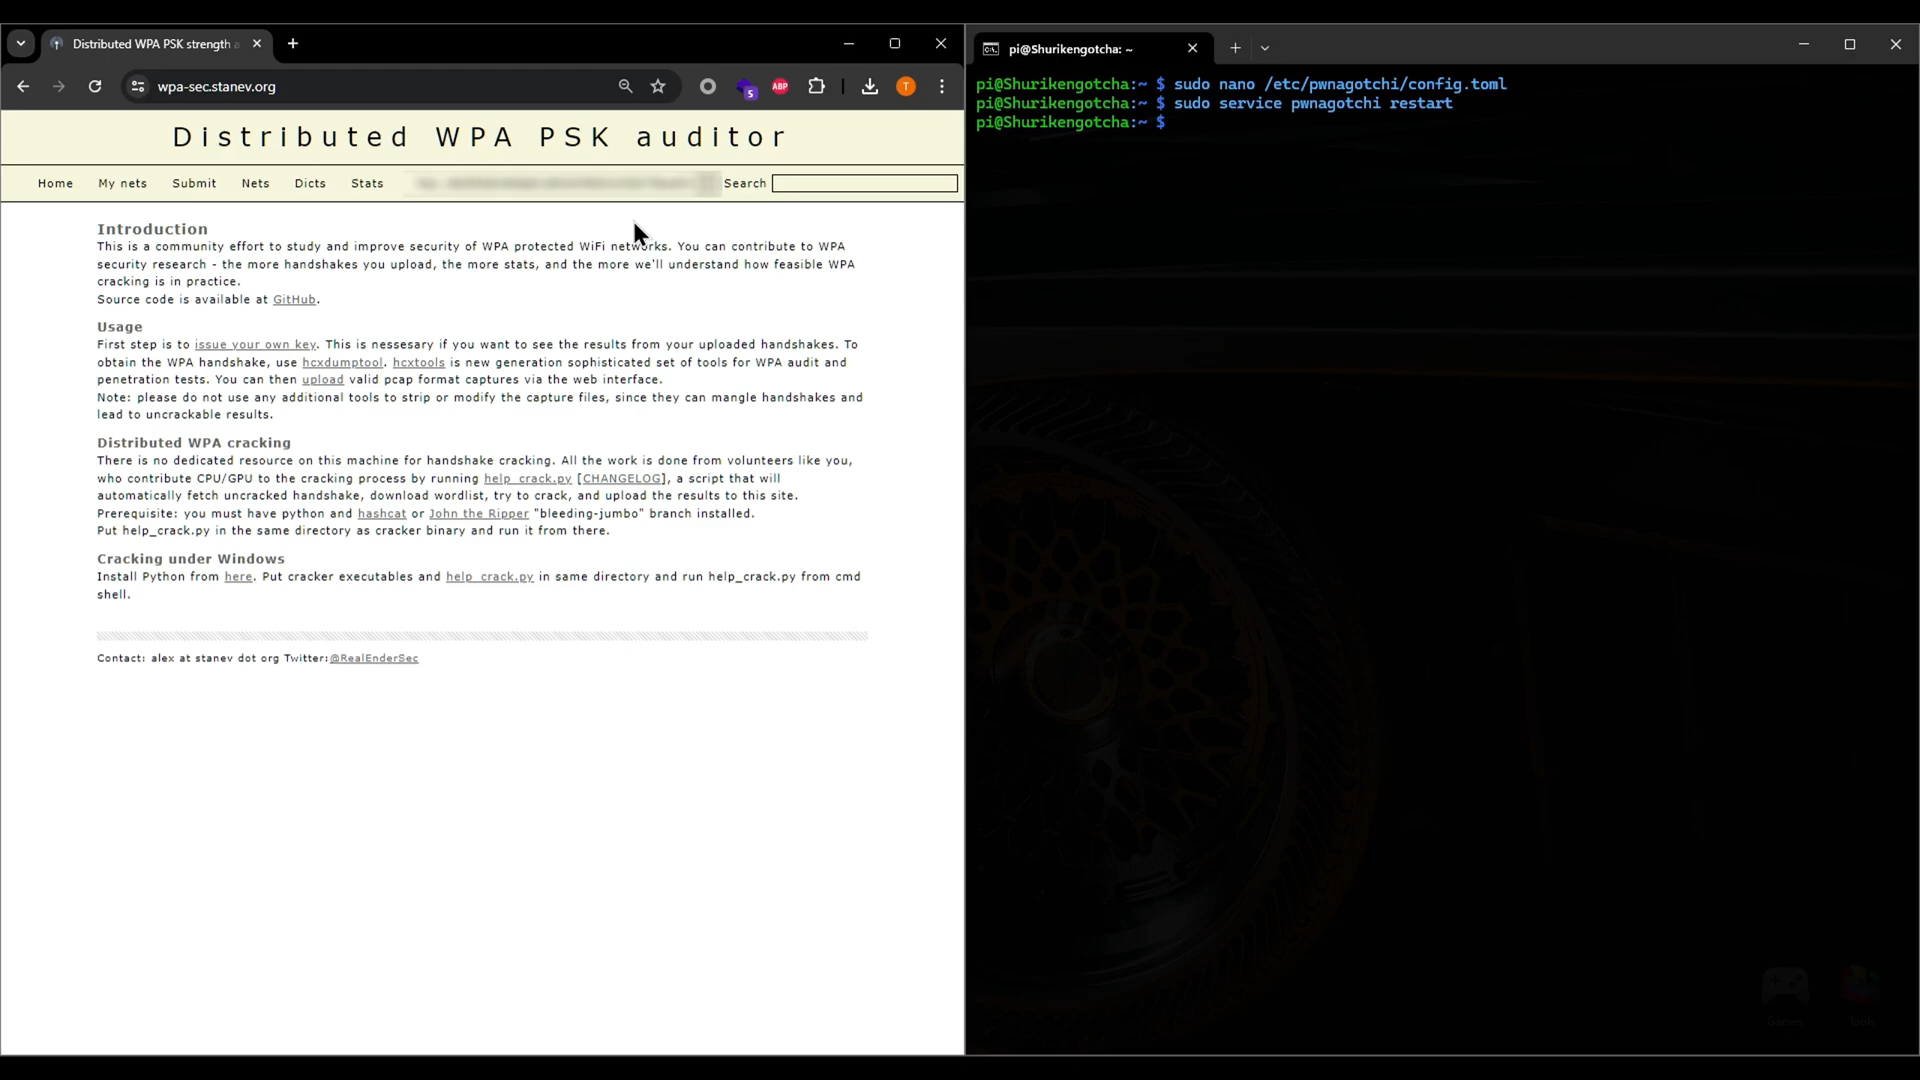 Distributed WPA PSK strength a
wpa-sec.stanev.org
5
ABP
T
Distributed WPA PSK auditor
Home My nets Submit Nets Dicts Stats Search
Introduction
This is a community effort to study and improve security of WPA protected WiFi networks. You can contribute to WPA
security research - the more handshakes you upload, the more stats, and the more we'll understand how feasible WPA
cracking is in practice.
Source code is available at GitHub.
Usage
First step is to issue your own key. This is nessesary if you want to see the results from your uploaded handshakes. To
obtain the WPA handshake, use hcxdumptool. hcxtools is new generation sophisticated set of tools for WPA audit and
penetration tests. You can then upload valid pcap format captures via the web interface.
Note: please do not use any additional tools to strip or modify the capture files, since they can mangle handshakes and
lead to uncrackable results.
Distributed WPA cracking
There is no dedicated resource on this machine for handshake cracking. All the work is done from volunteers like you,
who contribute CPU/GPU to the cracking process by running help_crack.py [CHANGELOG], a script that will
automatically fetch uncracked handshake, download wordlist, try to crack, and upload the results to this site.
Prerequisite: you must have python and hashcat or John the Ripper "bleeding-jumbo" branch installed.
Put help_crack.py in the same directory as cracker binary and run it from there.
Cracking under Windows
Install Python from here. Put cracker executables and help_crack.py in same directory and run help_crack.py from cmd
shell.
Contact: alex at stanev dot org Twitter:@RealEnderSec
pi@Shurikengotcha: ~
pi@Shurikengotcha:~ $ sudo nano /etc/pwnagotchi/config.toml
pi@Shurikengotcha:~ $ sudo service pwnagotchi restart
pi@Shurikengotcha:~ $
Games Tools